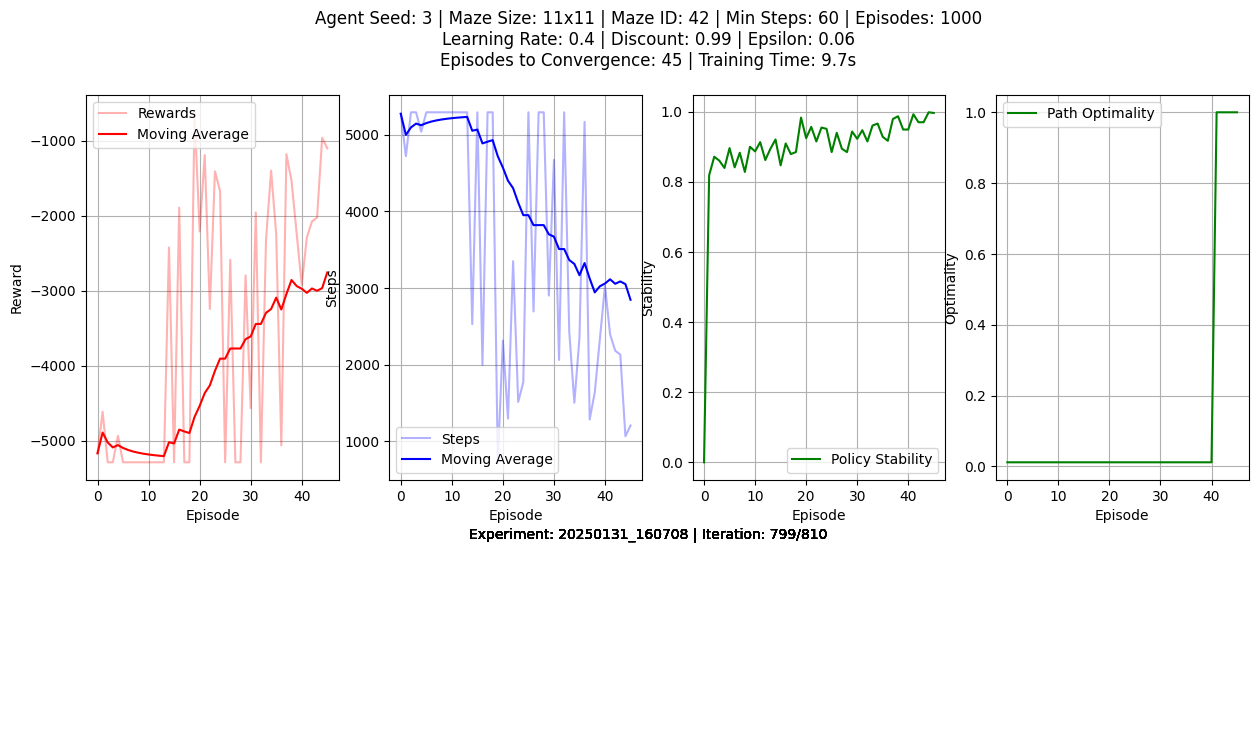 Agent Seed: 3 | Maze Size: 11x11 | Maze ID: 42 | Min Steps: 60 | Episodes: 1000
Learning Rate: 0.4 | Discount: 0.99 | Epsilon: 0.06
Episodes to Convergence: 45 | Training Time: 9.7s
Reward
-1000
-2000
-3000
-4000
-5000
Rewards
Moving Average
0 10 20 30 40
Episode
Steps
5000
4000
3000
2000
1000
Steps
Moving Average
0 10 20 30 40
Episode
Stability
1.0
0.8
0.6
0.4
0.2
0.0
Policy Stability
0 10 20 30 40
Episode
Optimality
1.0
0.8
0.6
0.4
0.2
0.0
Path Optimality
0 10 20 30 40
Episode
Experiment: 20250131_160708 | Iteration: 799/810